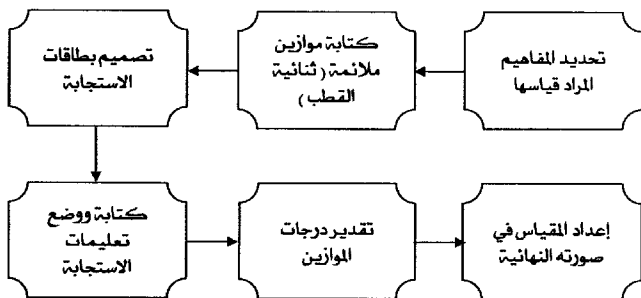 تحديد المفاهيم
المراد قياسها
كتابة موازين
ملائمة (ثنائية
القطب)
تصميم بطاقات
الاستجابة
كتابة ووضع
تعليمات
الاستجابة
تقدير درجات
الموازين
إعداد المقياس في
صورته النهائية